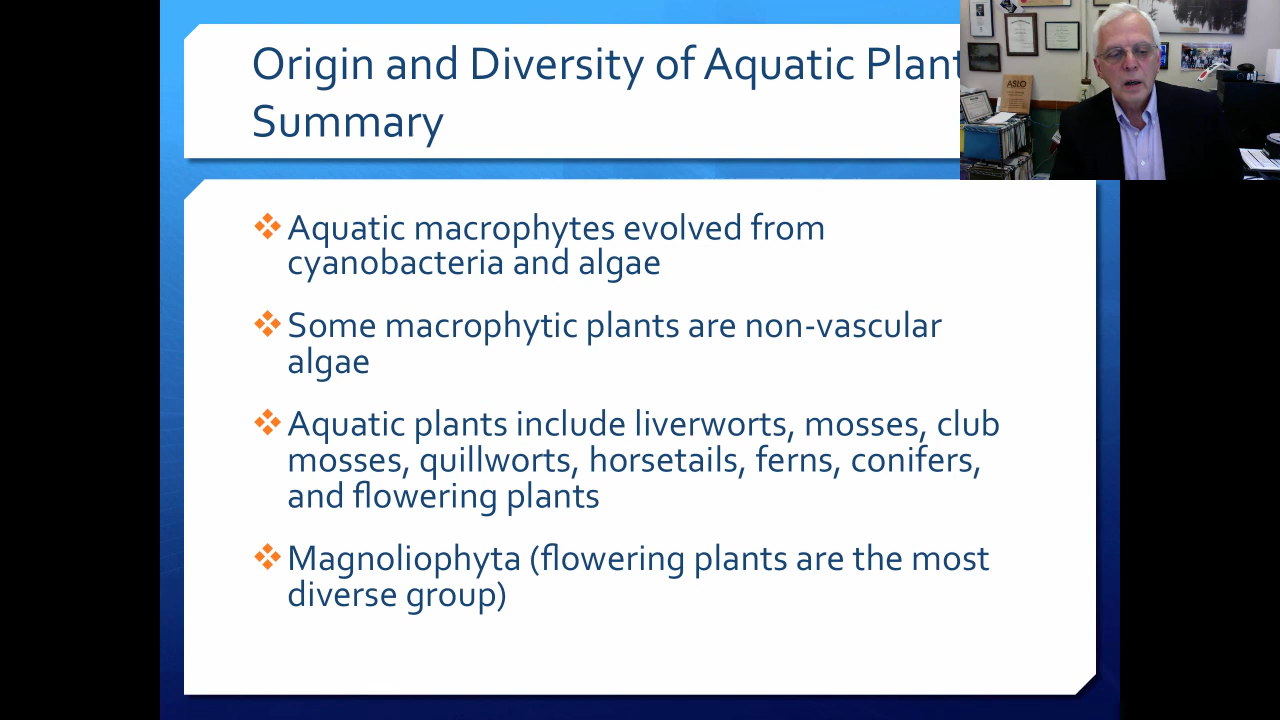 Origin and Diversity of Aquatic Plant
Summary
ASLO
❖Aquatic macrophytes evolved from
cyanobacteria and algae
❖Some macrophytic plants are non-vascular
algae
❖Aquatic plants include liverworts, mosses, club
mosses, quillworts, horsetails, ferns, conifers,
and flowering plants
❖Magnoliophyta (flowering plants are the most
diverse group)